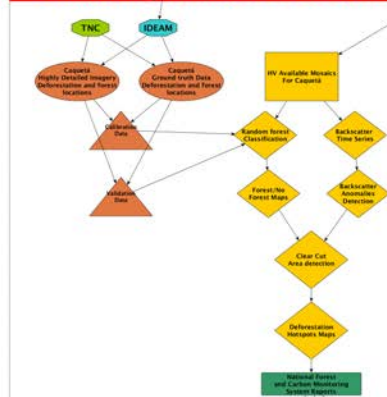 TNC
IDEAM
Caquetá
Highly Detailed Imagery
Deforestation and forest
locations
Caquetá
Ground truth Data
Deforestation and forest
locations
HV Available Mosaics
For Caquetá
Calibration
Data
Random forest
Classification
Backscatter
Time Series
Validation
Data
Forest/No
Forest Maps
Backscatter/
Anomalies
Detection
Clear Cut
Area detection
Deforestation
Hotspots Maps
National Forest
and Carbon Monitoring
System Reports